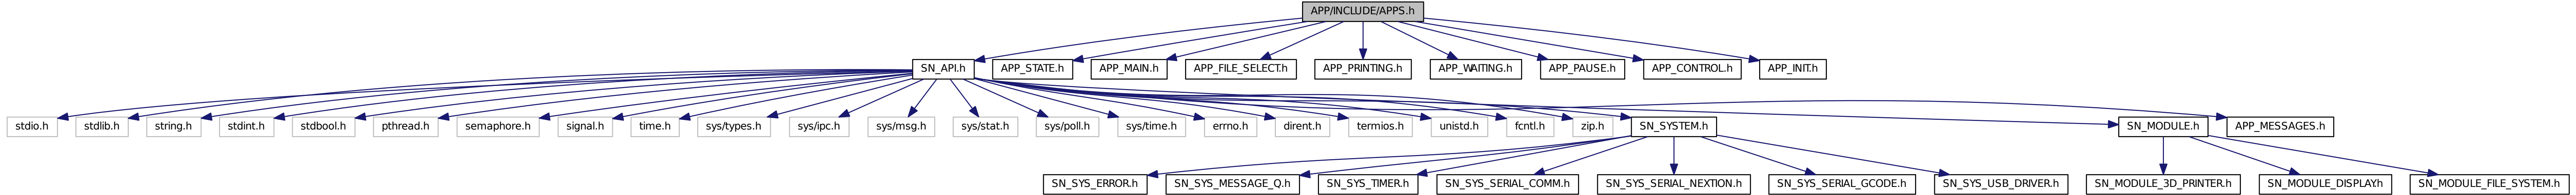 APP/INCLUDE/APPS.h
SN_API.h
APP_STATE.h
APP_MAIN.h
APP_FILE_SELECT.h
APP_PRINTING.h
APP_WAITING.h
APP_PAUSE.h
APP_CONTROL.h
APP_INIT.h
stdio.h
stdlib.h
string.h
stdint.h
stdbool.h
pthread.h
semaphore.h
signal.h
time.h
sys/types.h
sys/ipc.h
sys/msg.h
sys/stat.h
sys/poll.h
sys/time.h
errno.h
dirent.h
termios.h
unistd.h
fcntl.h
zip.h
SN_SYSTEM.h
SN_MODULE.h
APP_MESSAGES.h
SN_SYS_ERROR.h
SN_SYS_MESSAGE_Q.h
SN_SYS_TIMER.h
SN_SYS_SERIAL_COMM.h
SN_SYS_SERIAL_NEXTION.h
SN_SYS_SERIAL_GCODE.h
SN_SYS_USB_DRIVER.h
SN_MODULE_3D_PRINTER.h
SN_MODULE_DISPLAY.h
SN_MODULE_FILE_SYSTEM.h